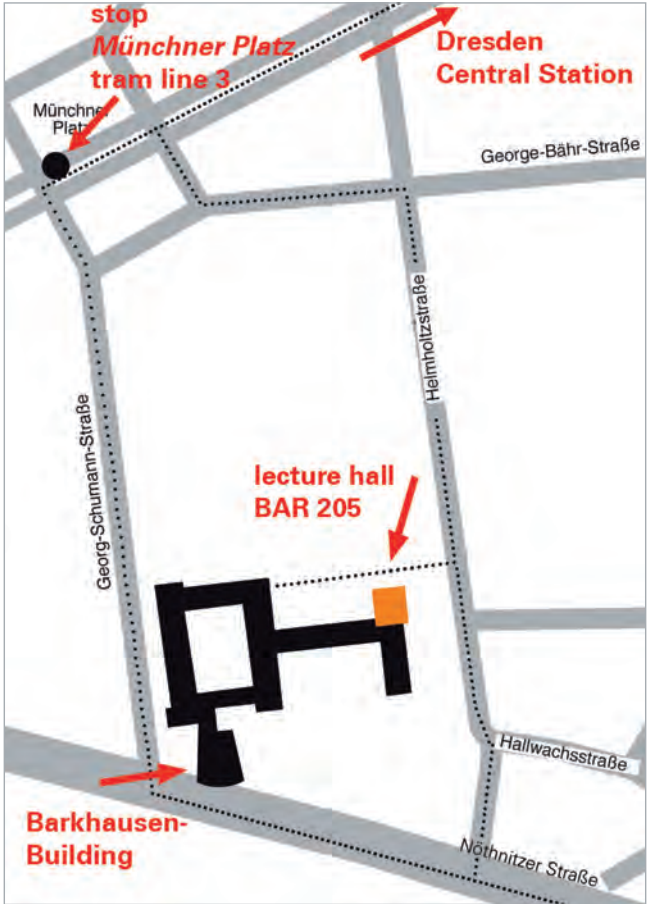 stop
Münchner Platz
tram line 3
Dresden
Central Station
Münchner
Platz
George-Bähr-Straße
Helmholtzstraße
Georg-Schumann-Straße
lecture hall
BAR 205
Hallwachsstraße
Barkhausen-
Building
Nöthnitzer Straße